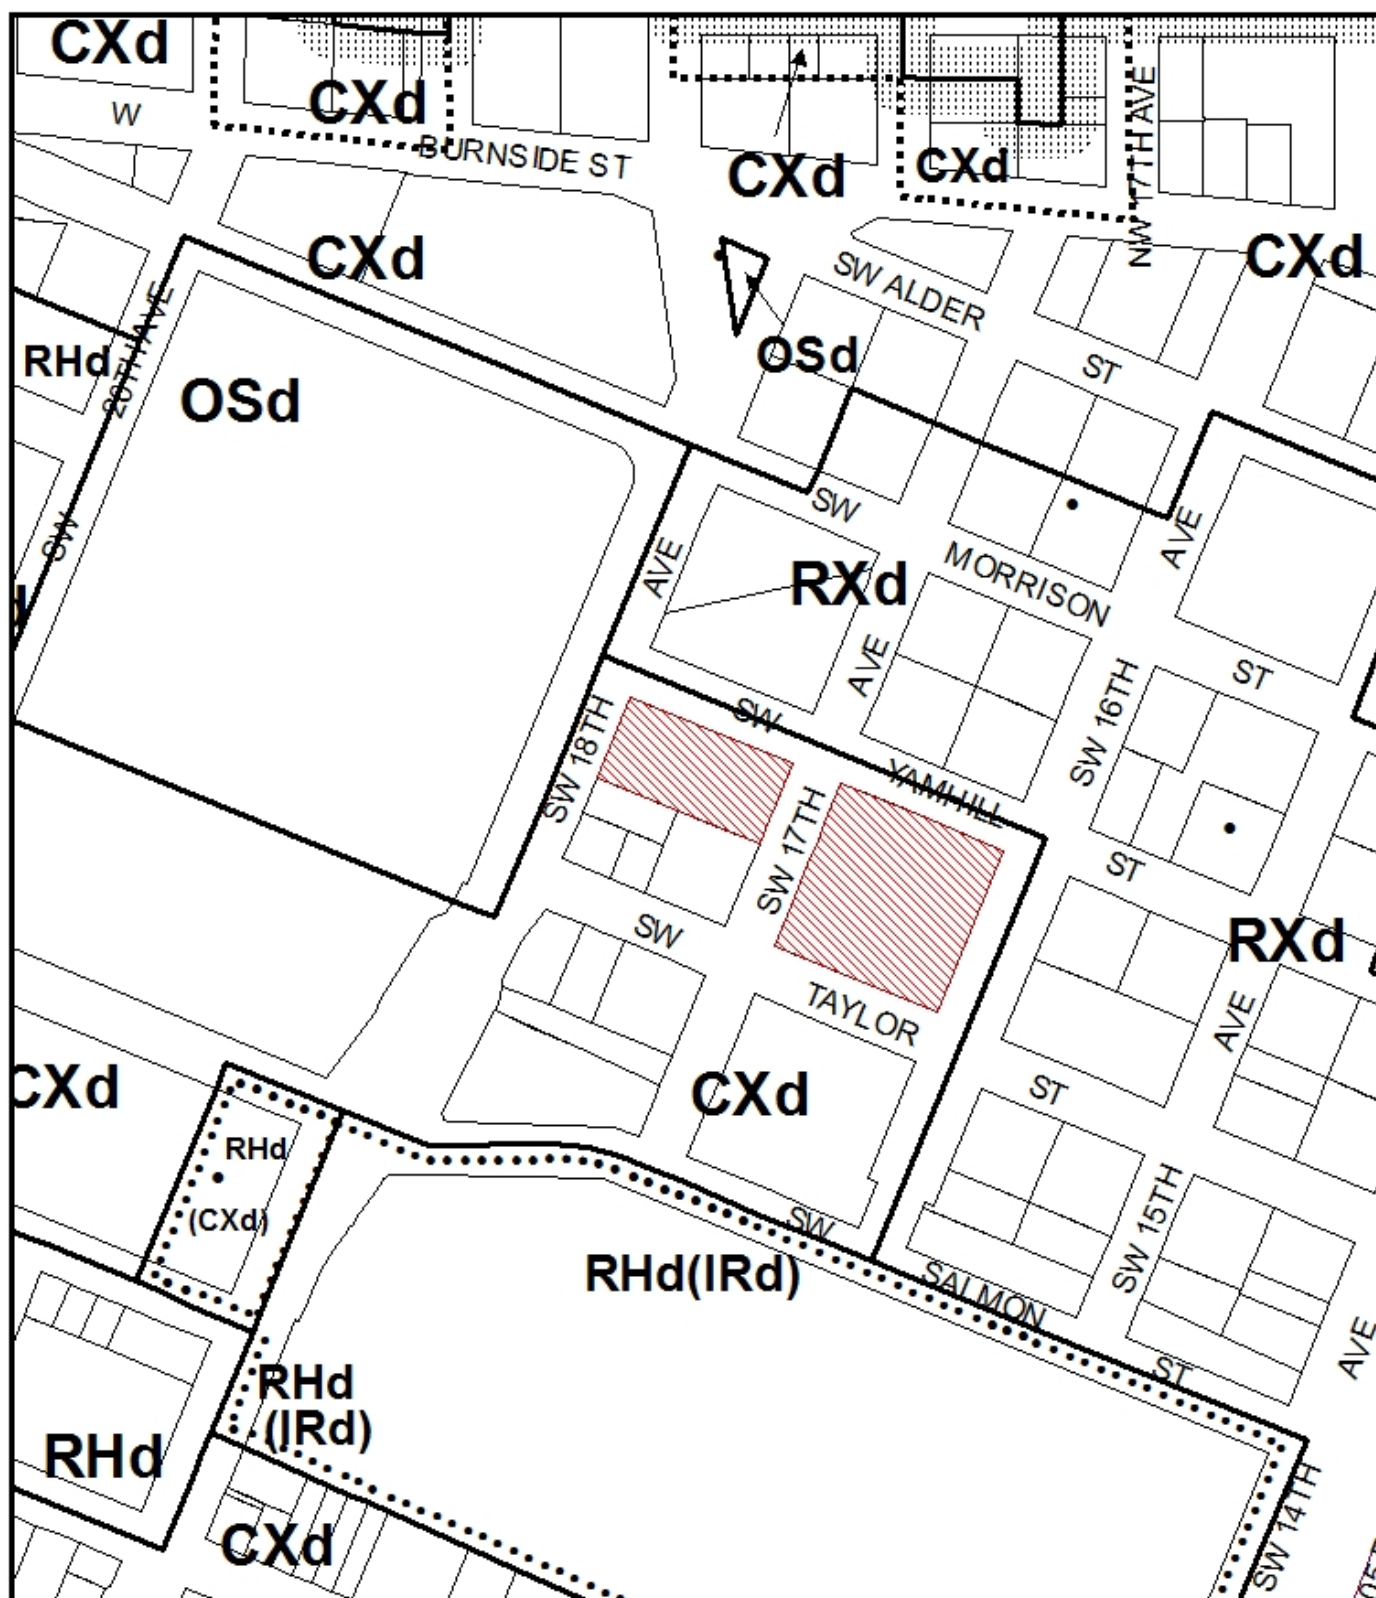 CXd
W
CXd
BURNSIDE ST
CXd
CXd
NW 17TH AVE
CXd
CXd
SW ALDER
ST
OSd
RHd
20TH AVE
SW
OSd
SW
MORRISON
ST
AVE
AVE
RXd
AVE
SW 16TH
SW
YAMHILL
ST
SW 18TH
SW 17TH
SW
TAYLOR
ST
RXd
AVE
CXd
CXd
RHd
(CXd)
SW
SALMON
ST
SW 15TH
AVE
RHd(IRd)
RHd
(IRd)
RHd
CXd
SW 14TH